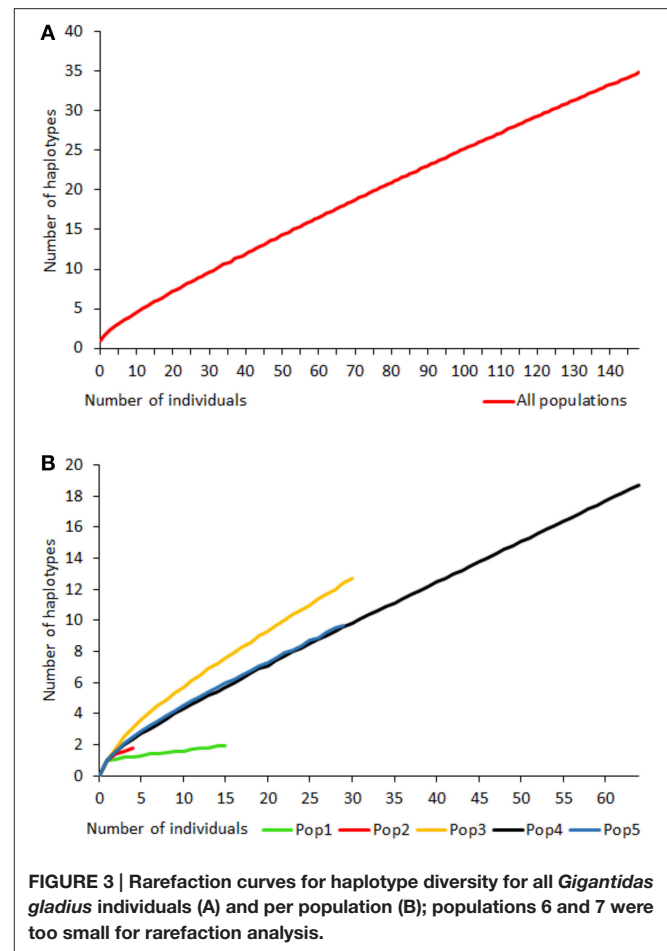 A
40
35
30
25
20
15
10
5
0
Number of haplotypes
0 10 20 30 40 50 60 70 80 90 100 110 120 130 140
Number of individuals
All populations
B
20
18
16
14
12
10
8
6
4
2
0
Number of haplotypes
0 5 10 15 20 25 30 35 40 45 50 55 60
Number of individuals Pop1 Pop2 Pop3 Pop4 Pop5
FIGURE 3 | Rarefaction curves for haplotype diversity for all Gigantidas
gladius individuals (A) and per population (B); populations 6 and 7 were
too small for rarefaction analysis.